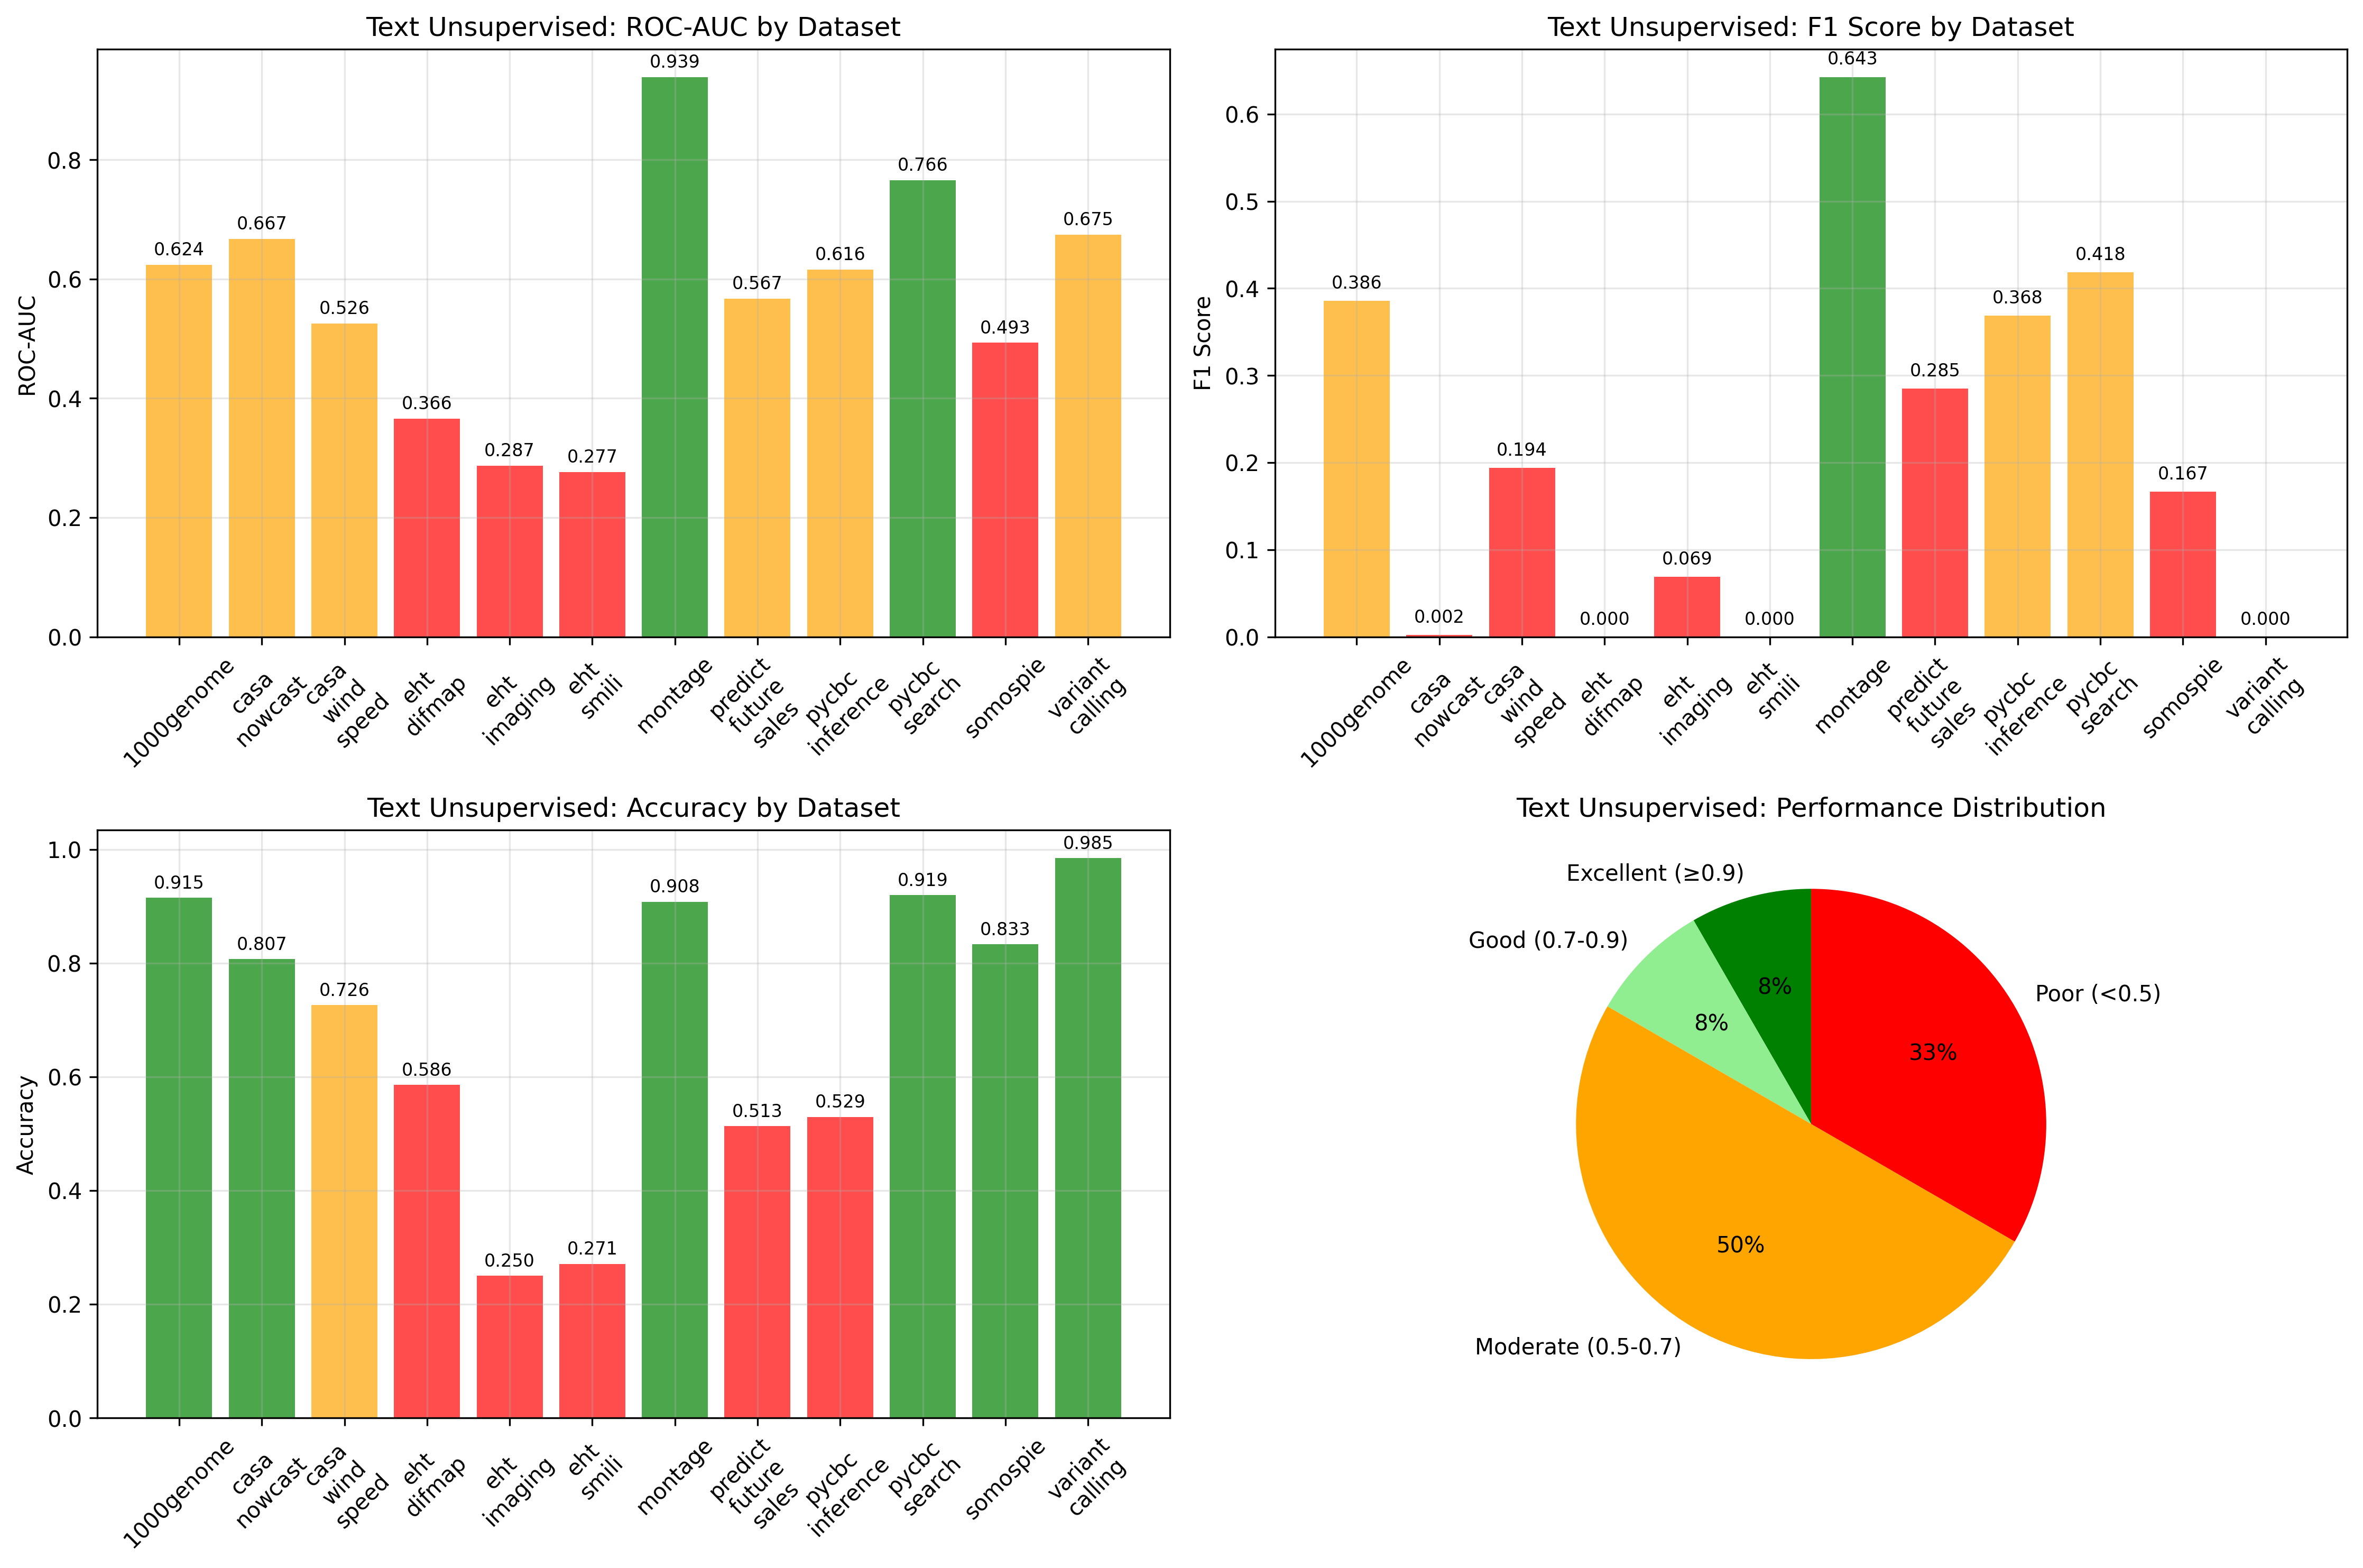 Text Unsupervised: ROC-AUC by Dataset
ROC-AUC
0.0
0.2
0.4
0.6
0.8
0.624
0.667
0.526
0.366
0.287
0.277
0.939
0.567
0.616
0.766
0.493
0.675
1000genome
casa
nowcast
casa
wind
speed
eht
difmap
eht
imaging
eht
smili
montage
predict
future
sales
pycbc
inference
pycbc
search
somospie
variant
calling
Text Unsupervised: F1 Score by Dataset
F1 Score
0.0
0.1
0.2
0.3
0.4
0.5
0.6
0.386
0.002
0.194
0.000
0.069
0.000
0.643
0.285
0.368
0.418
0.167
0.000
1000genome
casa
nowcast
casa
wind
speed
eht
difmap
eht
imaging
eht
smili
montage
predict
future
sales
pycbc
inference
pycbc
search
somospie
variant
calling
Text Unsupervised: Accuracy by Dataset
Accuracy
0.0
0.2
0.4
0.6
0.8
1.0
0.915
0.807
0.726
0.586
0.250
0.271
0.908
0.513
0.529
0.919
0.833
0.985
1000genome
casa
nowcast
casa
wind
speed
eht
difmap
eht
imaging
eht
smili
montage
predict
future
sales
pycbc
inference
pycbc
search
somospie
variant
calling
Text Unsupervised: Performance Distribution
Excellent (≥0.9)
8%
Good (0.7-0.9)
8%
Moderate (0.5-0.7)
50%
Poor (<0.5)
33%